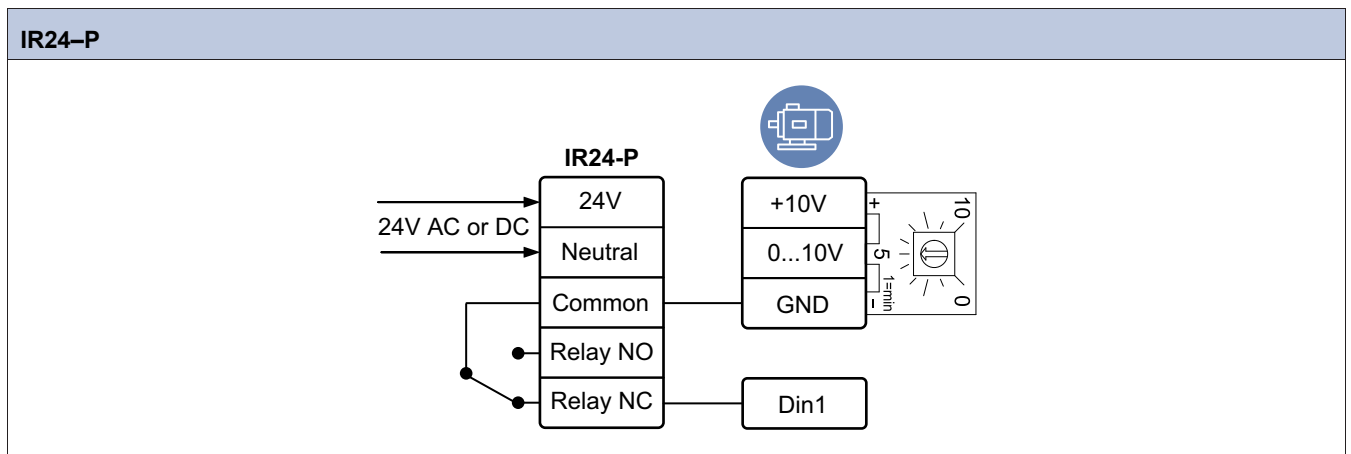 IR24–P
IR24-P
24V AC or DC
24V
Neutral
Common
Relay NO
Relay NC
+10V
0...10V
GND
Din1
+
–
10
5
1=min
0